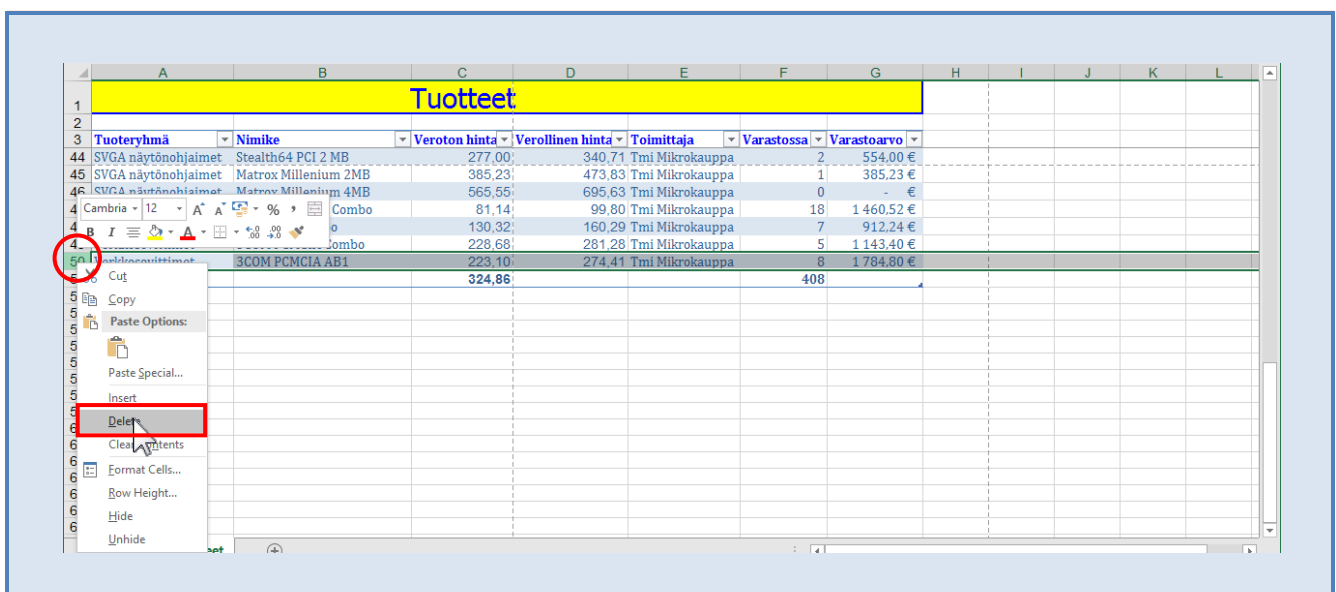 A B C D E F G H I J K L
1 Tuotteet
2
3 Tuoteryhmä Nimike Veroton hinta Verollinen hinta Toimittaja Varastossa Varastoarvo
44 SVGA näytönohjaimet Stealth64 PCI 2 MB 277,00 340,71 Tmi Mikrokauppa 2 554,00 €
45 SVGA näytönohjaimet Matrox Millenium 2MB 385,23 473,83 Tmi Mikrokauppa 1 385,23 €
46 SVGA näytönohjaimet Matrox Millenium 4MB 565,55 695,63 Tmi Mikrokauppa 0 - €
Cambria 12 A A % , Combo 81,14 99,80 Tmi Mikrokauppa 18 1 460,52 €
B I A 130,32 160,29 Tmi Mikrokauppa 7 912,24 €
Combo 228,68 281,28 Tmi Mikrokauppa 5 1 143,40 €
50 Verkkosovittimet 3COM PCMCIA AB1 223,10 274,41 Tmi Mikrokauppa 8 1 784,80 €
324,86 408
Cut
Copy
Paste Options:
Paste Special...
Insert
Delete
Clear Contents
Format Cells...
Row Height...
Hide
Unhide